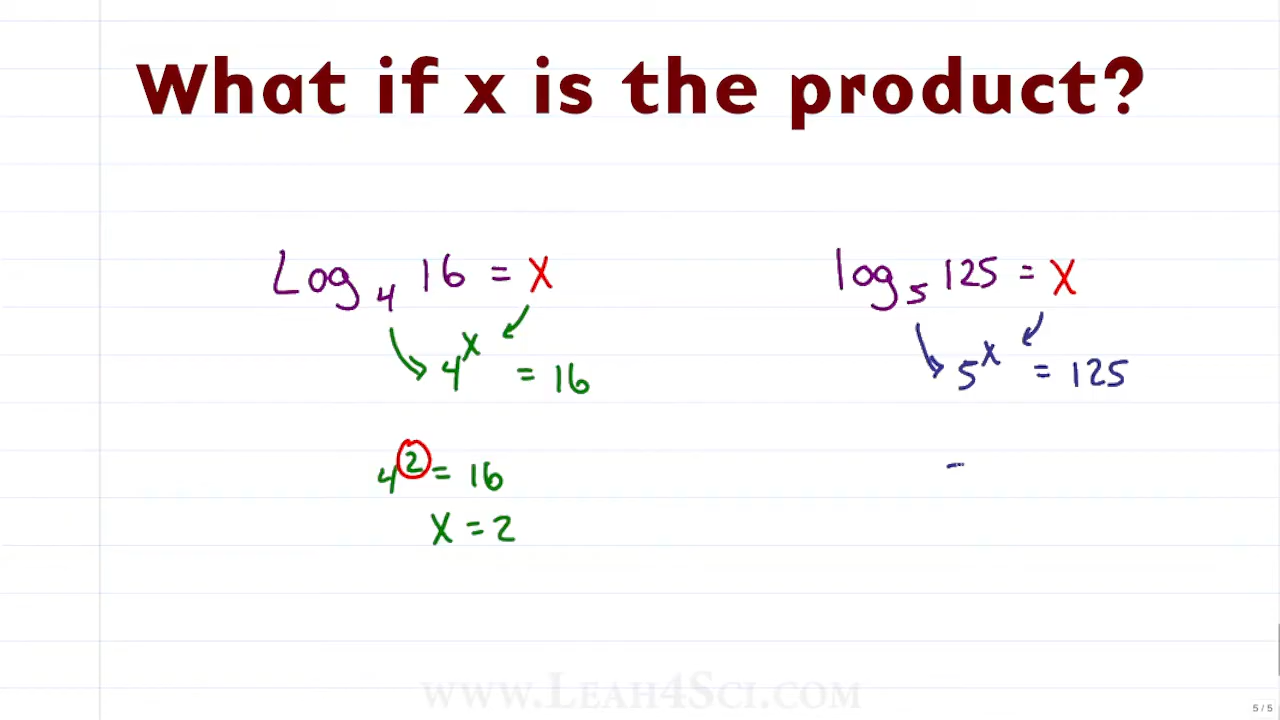 What if x is the product?
Log₄ 16 = X
4ˣ = 16
4² = 16
X = 2
log₅ 125 = X
5ˣ = 125
www.Leah4Sci.com
5 / 5